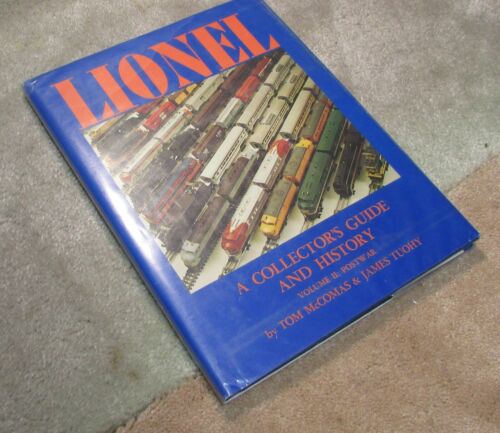 LIONEL
A COLLECTOR'S GUIDE
AND HISTORY
VOLUME II: POSTWAR
by TOM McCOMAS & JAMES TUOHY